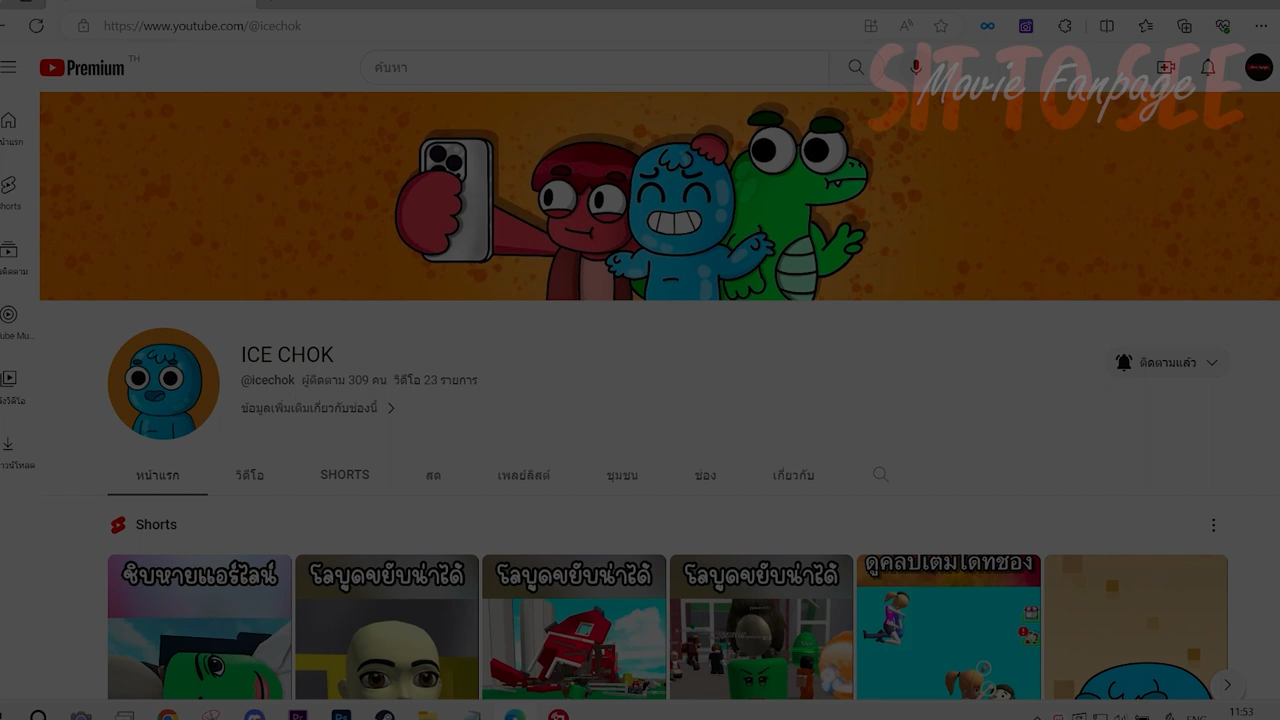 https://www.youtube.com/@icechok
Premium TH
ค้นหา
SIT TO SEE
Movie Fanpage
ICE CHOK
@icechok ผู้ติดตาม 309 คน วิดีโอ 23 รายการ
ข้อมูลเพิ่มเติมเกี่ยวกับช่องนี้
ติดตามแล้ว
หน้าแรก วิดีโอ SHORTS สด เพลย์ลิสต์ ชุมชน ช่อง เกี่ยวกับ
Shorts
ชิบหายแอร์ไลน์
โลบูดขยับน่าได้
โลบูดขยับน่าได้
โลบูดขยับน่าได้
ดูคลิปเต็มได้ที่ช่อง
ENG
11:53